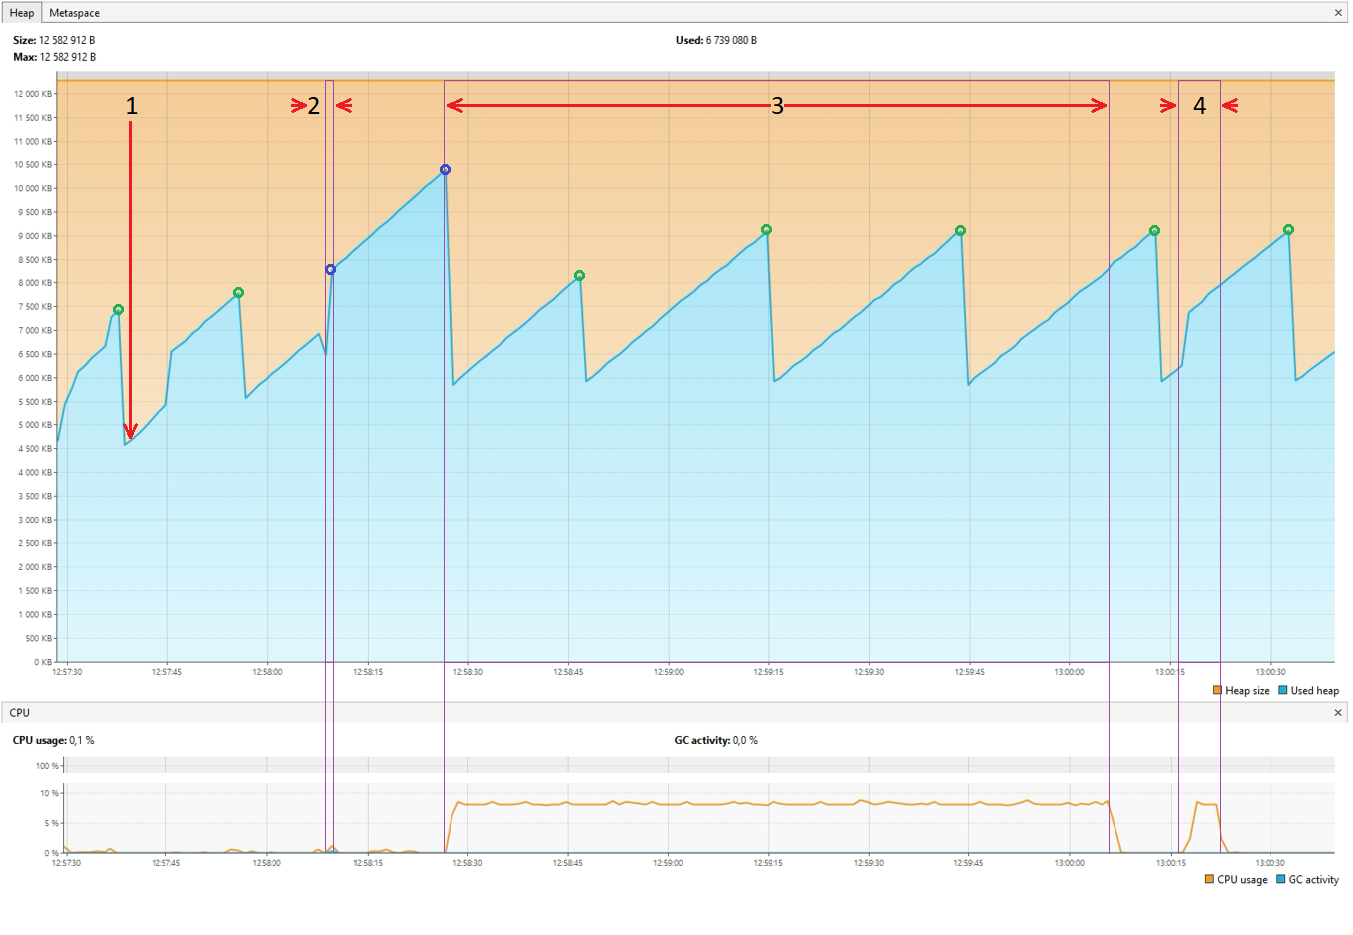 Heap Metaspace ×
Size: 12 582 912 B Used: 6 739 080 B
Max: 12 582 912 B
12 000 KB
1 2 3 4
11 500 KB
11 000 KB
10 500 KB
10 000 KB
9 500 KB
9 000 KB
8 500 KB
8 000 KB
7 500 KB
7 000 KB
6 500 KB
6 000 KB
5 500 KB
5 000 KB
4 500 KB
4 000 KB
3 500 KB
3 000 KB
2 500 KB
2 000 KB
1 500 KB
1 000 KB
500 KB
0 KB
12:57:30 12:57:45 12:58:00 12:58:15 12:58:30 12:58:45 12:59:00 12:59:15 12:59:30 12:59:45 13:00:00 13:00:15 13:00:30
Heap size Used heap
CPU ×
CPU usage: 0,1 % GC activity: 0,0 %
100 %
10 %
5 %
0 %
12:57:30 12:57:45 12:58:00 12:58:15 12:58:30 12:58:45 12:59:00 12:59:15 12:59:30 12:59:45 13:00:00 13:00:15 13:00:30
CPU usage GC activity